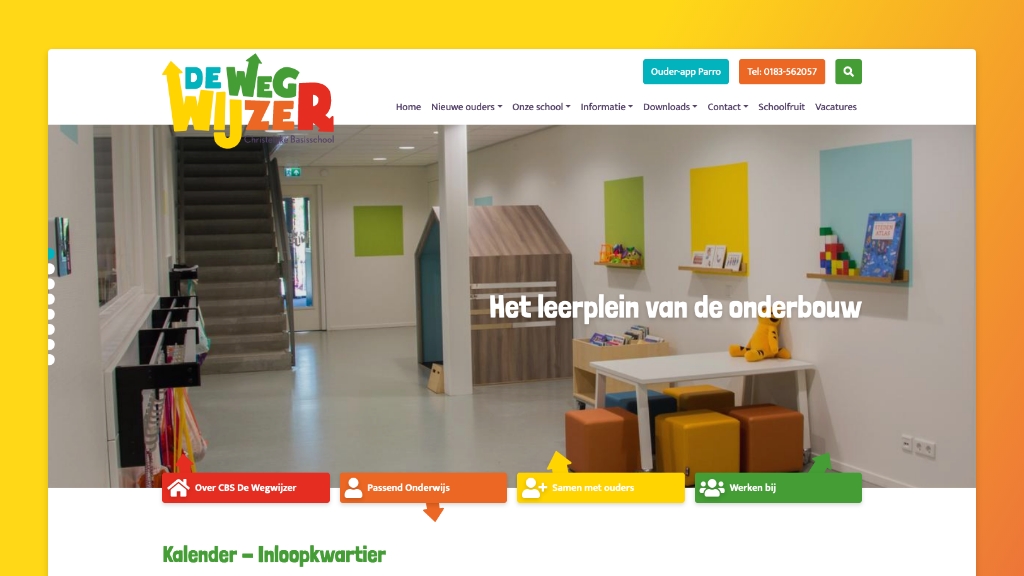 DE WEG
WIJZER
Christelijke Basisschool
Ouder-app Parro
Tel: 0183-562057
Home
Nieuwe ouders
Onze school
Informatie
Downloads
Contact
Schoolfruit
Vacatures
Het leerplein van de onderbouw
Over CBS De Wegwijzer
Passend Onderwijs
Samen met ouders
Werken bij
Kalender – Inloopkwartier